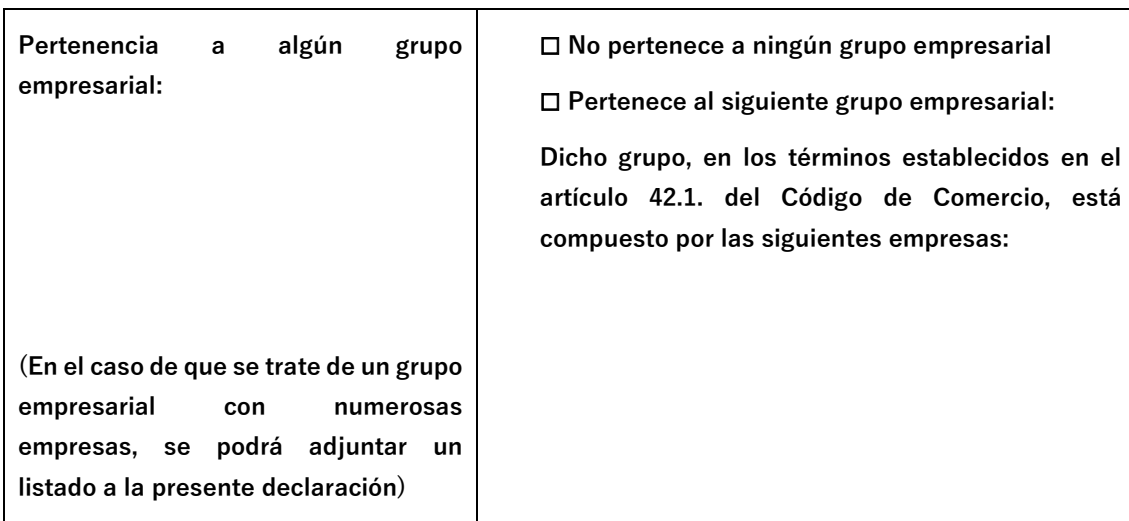 Pertenencia a algún grupo
empresarial:
(En el caso de que se trate de un grupo
empresarial con numerosas
empresas, se podrá adjuntar un
listado a la presente declaración)
☐ No pertenece a ningún grupo empresarial
☐ Pertenece al siguiente grupo empresarial:
Dicho grupo, en los términos establecidos en el
artículo 42.1. del Código de Comercio, está
compuesto por las siguientes empresas: